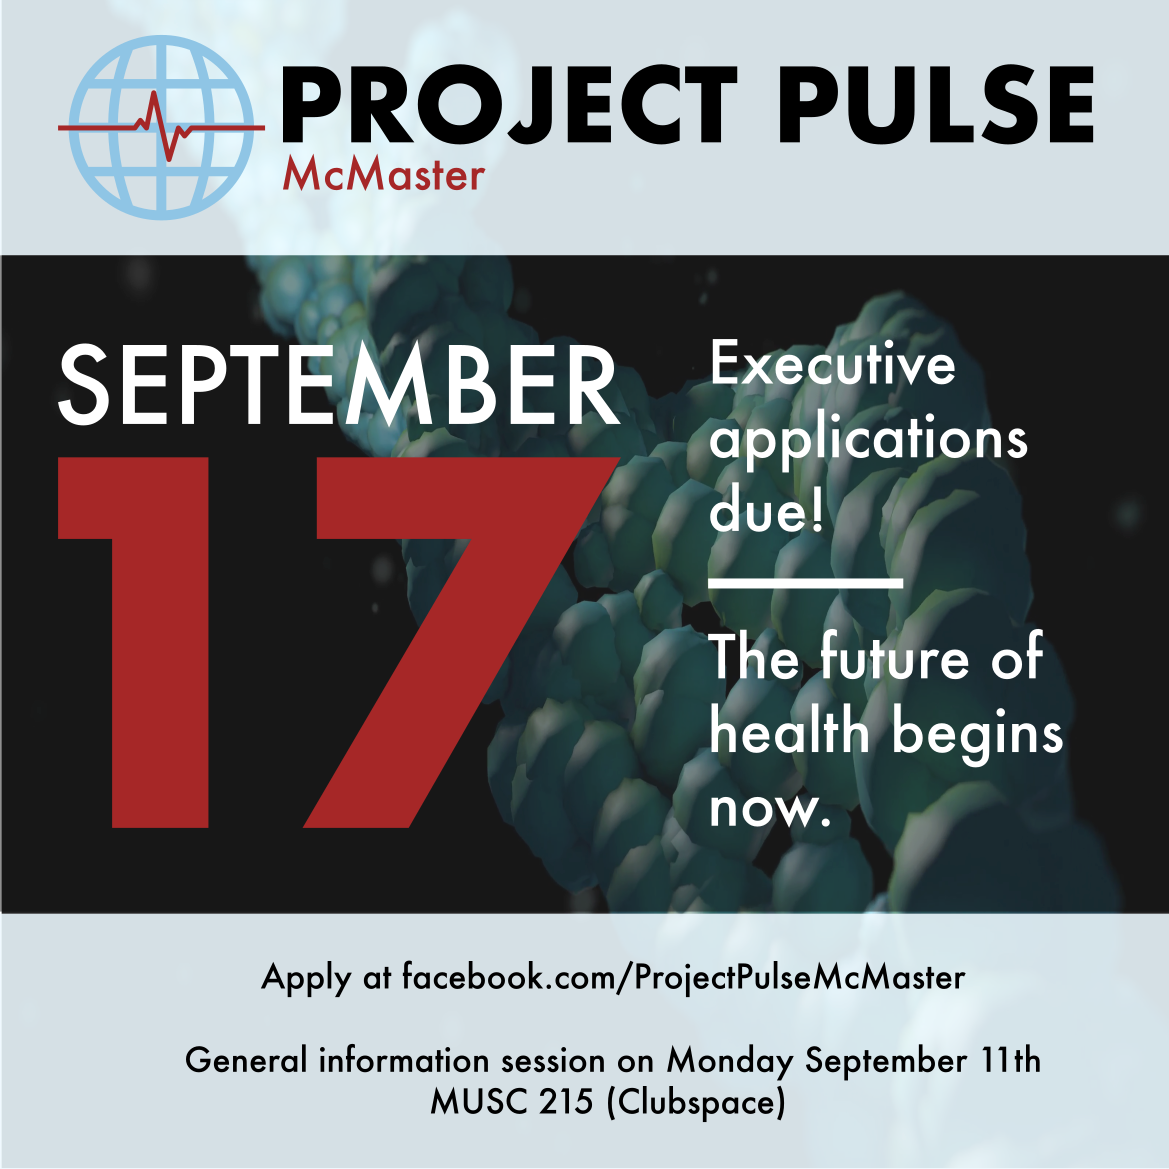 PROJECT PULSE
McMaster
SEPTEMBER
17
Executive
applications
due!
The future of
health begins
now.
Apply at facebook.com/ProjectPulseMcMaster
General information session on Monday September 11th
MUSC 215 (Clubspace)